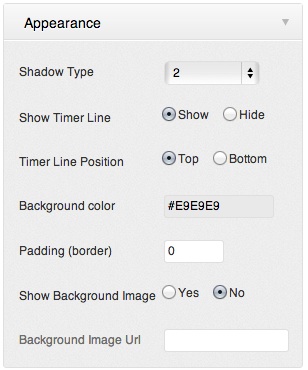 Appearance
Shadow Type 2
Show Timer Line Show Hide
Timer Line Position Top Bottom
Background color #E9E9E9
Padding (border) 0
Show Background Image Yes No
Background Image Url